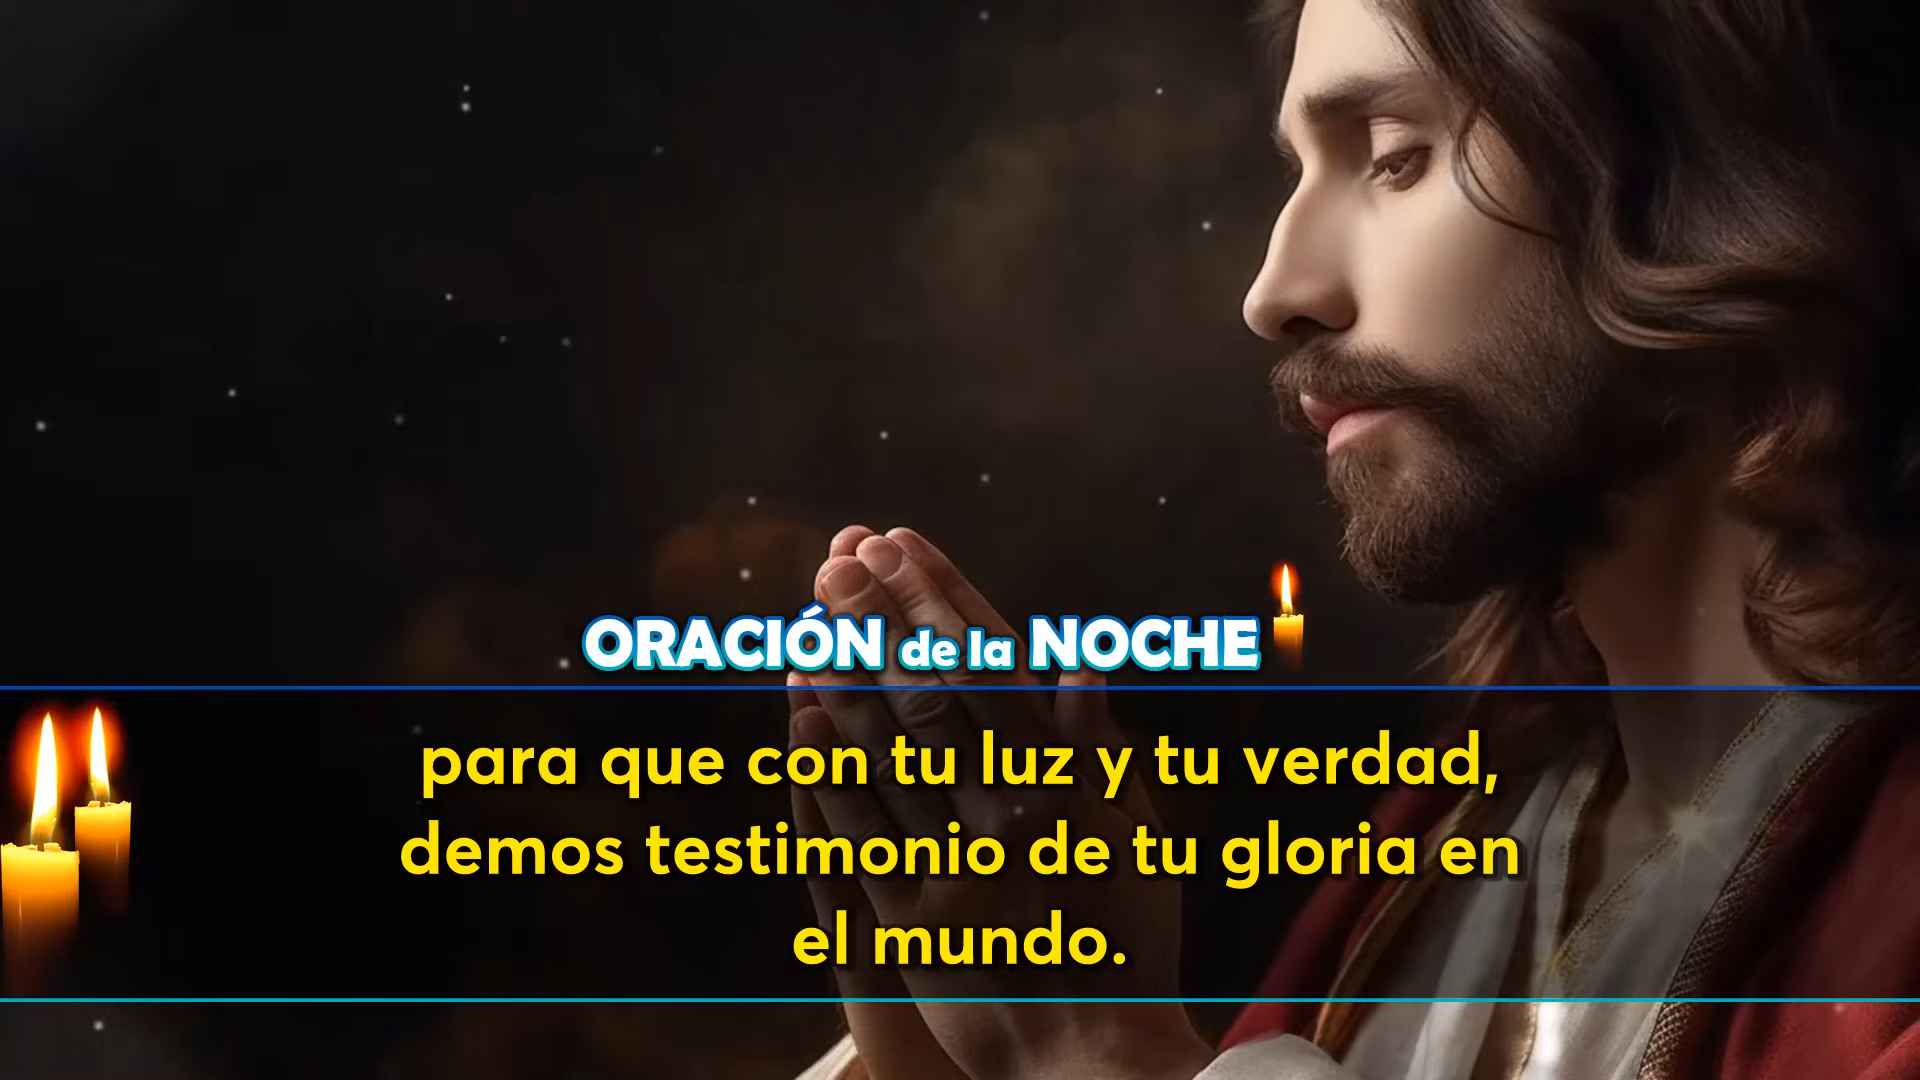 ORACIÓN de la NOCHE
para que con tu luz y tu verdad,
demos testimonio de tu gloria en
el mundo.